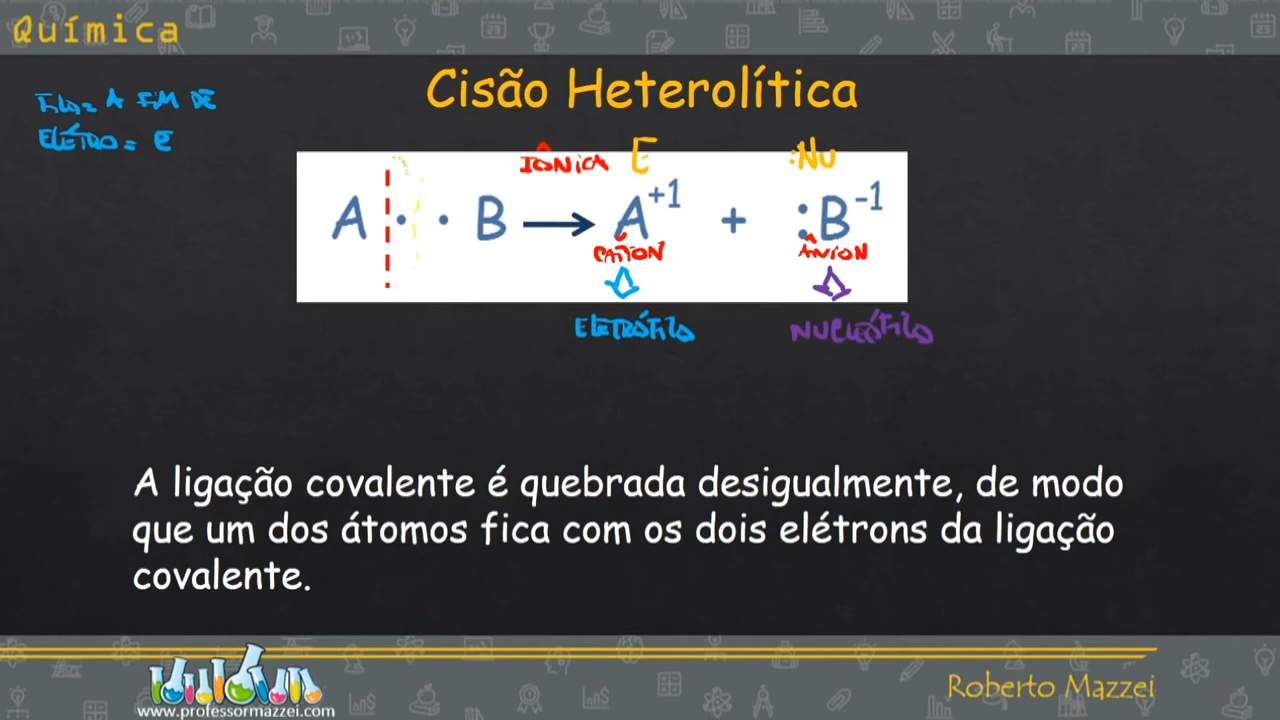 Química
Cisão Heterolítica
FILO = A FIM DE
ELÉTRO = e
IÔNICA E :Nu
A · · B → A+1 + :B-1
CÁTION ÂNION
ELETRÓFILO NUCLEÓFILO
A ligação covalente é quebrada desigualmente, de modo
que um dos átomos fica com os dois elétrons da ligação
covalente.
www.professormazzei.com
Roberto Mazzei